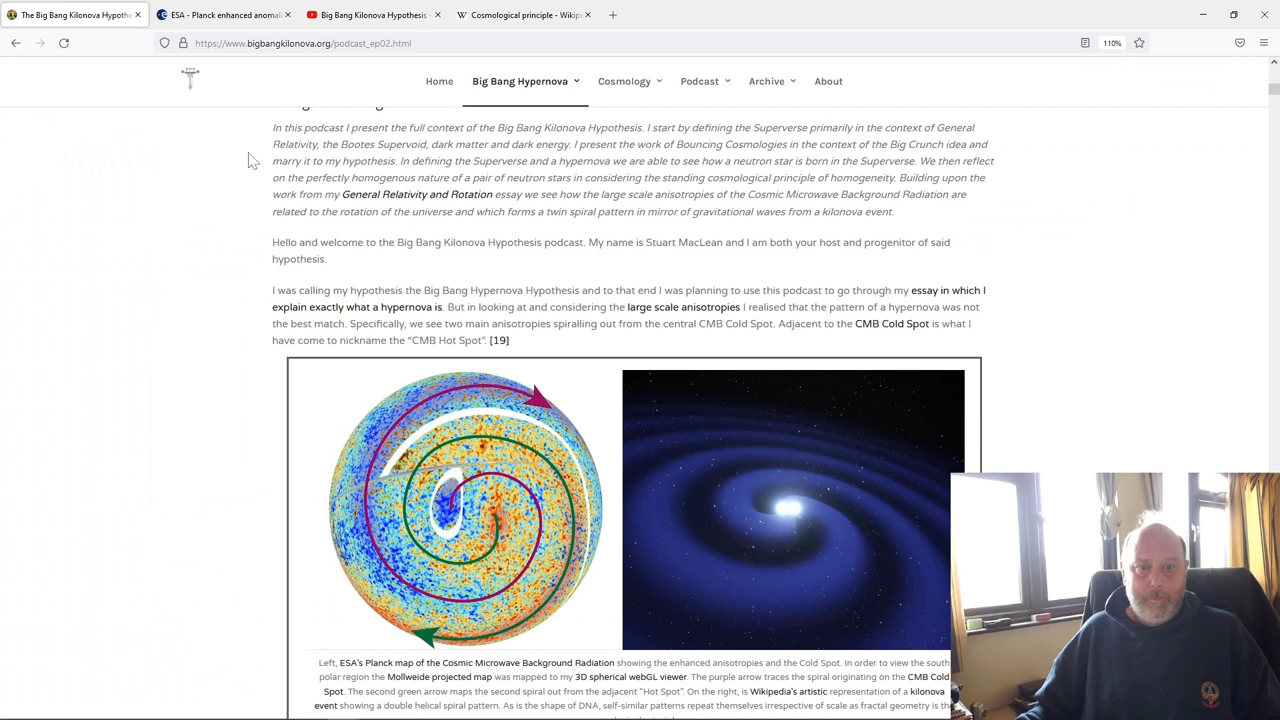 The Big Bang Kilonova Hypothe
ESA - Planck enhanced anomal
Big Bang Kilonova Hypothesis -
Cosmological principle - Wikipe
https://www.bigbangkilonova.org/podcast_ep02.html
110%
Home Big Bang Hypernova Cosmology Podcast Archive About
In this podcast I present the full context of the Big Bang Kilonova Hypothesis. I start by defining the Superverse primarily in the context of General
Relativity, the Bootes Supervoid, dark matter and dark energy. I present the work of Bouncing Cosmologies in the context of the Big Crunch idea and
marry it to my hypothesis. In defining the Superverse and a hypernova we are able to see how a neutron star is born in the Superverse. We then reflect
on the perfectly homogenous nature of a pair of neutron stars in considering the standing cosmological principle of homogeneity. Building upon the
work from my General Relativity and Rotation essay we see how the large scale anisotropies of the Cosmic Microwave Background Radiation are
related to the rotation of the universe and which forms a twin spiral pattern in mirror of gravitational waves from a kilonova event.
Hello and welcome to the Big Bang Kilonova Hypothesis podcast. My name is Stuart MacLean and I am both your host and progenitor of said
hypothesis.
I was calling my hypothesis the Big Bang Hypernova Hypothesis and to that end I was planning to use this podcast to go through my essay in which I
explain exactly what a hypernova is. But in looking at and considering the large scale anisotropies I realised that the pattern of a hypernova was not
the best match. Specifically, we see two main anisotropies spiralling out from the central CMB Cold Spot. Adjacent to the CMB Cold Spot is what I
have come to nickname the “CMB Hot Spot”. [19]
Left, ESA's Planck map of the Cosmic Microwave Background Radiation showing the enhanced anisotropies and the Cold Spot. In order to view the south
polar region the Mollweide projected map was mapped to my 3D spherical webGL viewer. The purple arrow traces the spiral originating on the CMB Cold
Spot. The second green arrow maps the second spiral out from the adjacent “Hot Spot”. On the right, is Wikipedia's artistic representation of a kilonova
event showing a double helical spiral pattern. As is the shape of DNA, self-similar patterns repeat themselves irrespective of scale as fractal geometry is the